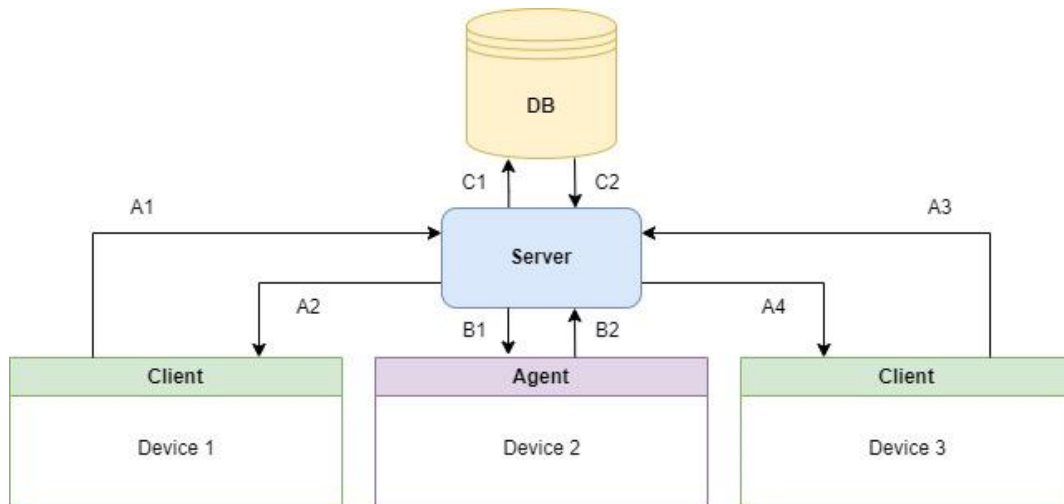 DB
C1
C2
A1
A3
Server
A2
A4
B1
B2
Client
Agent
Client
Device 1
Device 2
Device 3